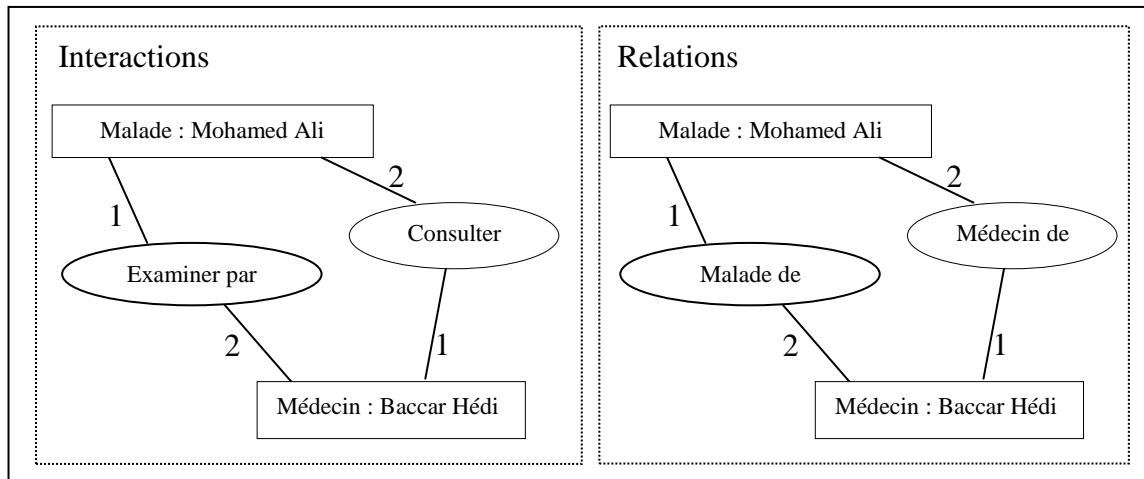 Interactions
Malade : Mohamed Ali
2
1
Consulter
Examiner par
2
1
Médecin : Baccar Hédi
Relations
Malade : Mohamed Ali
2
1
Médecin de
Malade de
2
1
Médecin : Baccar Hédi